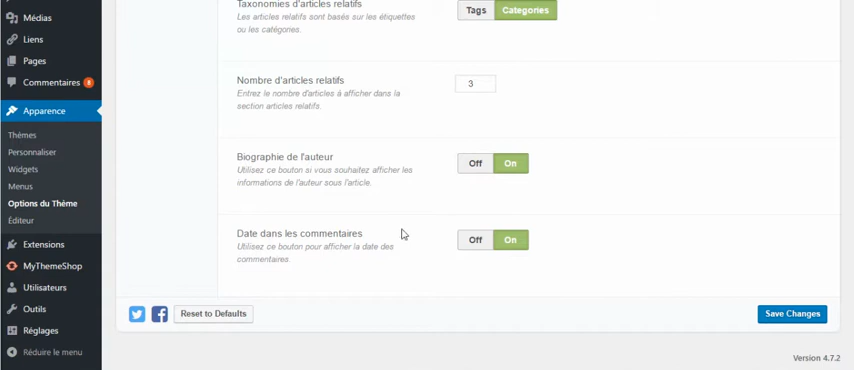 Médias
Liens
Pages
Commentaires 8
Apparence
Thèmes
Personnaliser
Widgets
Menus
Options du Thème
Éditeur
Extensions
MyThemeShop
Utilisateurs
Outils
Réglages
Réduire le menu
Taxonomies d'articles relatifs
Les articles relatifs sont basés sur les étiquettes
ou les catégories.
Tags Categories
Nombre d'articles relatifs
Entrez le nombre d'articles à afficher dans la
section articles relatifs.
3
Biographie de l'auteur
Utilisez ce bouton si vous souhaitez afficher les
informations de l'auteur sous l'article.
Off On
Date dans les commentaires
Utilisez ce bouton pour afficher la date des
commentaires.
Off On
Reset to Defaults
Save Changes
Version 4.7.2